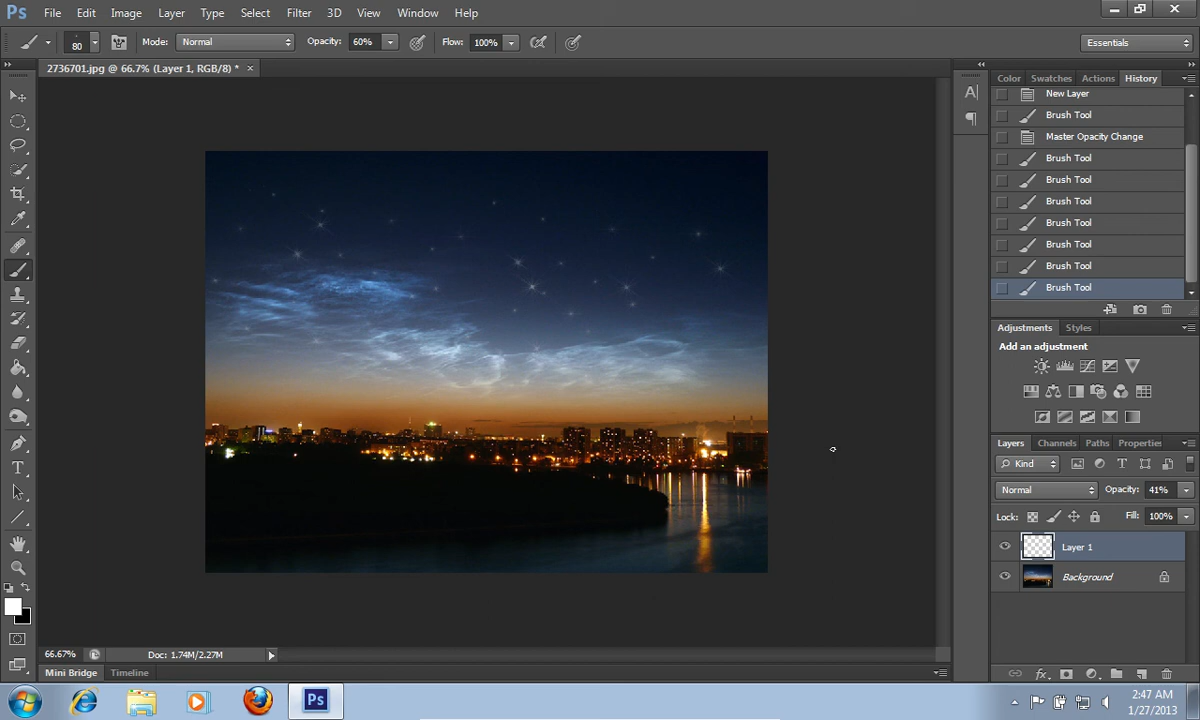 Ps File Edit Image Layer Type Select Filter 3D View Window Help
80 Mode: Normal Opacity: 60% Flow: 100% Essentials
2736701.jpg @ 66.7% (Layer 1, RGB/8) * ×
Color Swatches Actions History
New Layer
Brush Tool
Master Opacity Change
Brush Tool
Brush Tool
Brush Tool
Brush Tool
Brush Tool
Brush Tool
Brush Tool
Adjustments Styles
Add an adjustment
Layers Channels Paths Properties
Kind
Normal Opacity: 41%
Lock: Fill: 100%
Layer 1
Background
66.67% Doc: 1.74M/2.27M
Mini Bridge Timeline
Ps
2:47 AM
1/27/2013